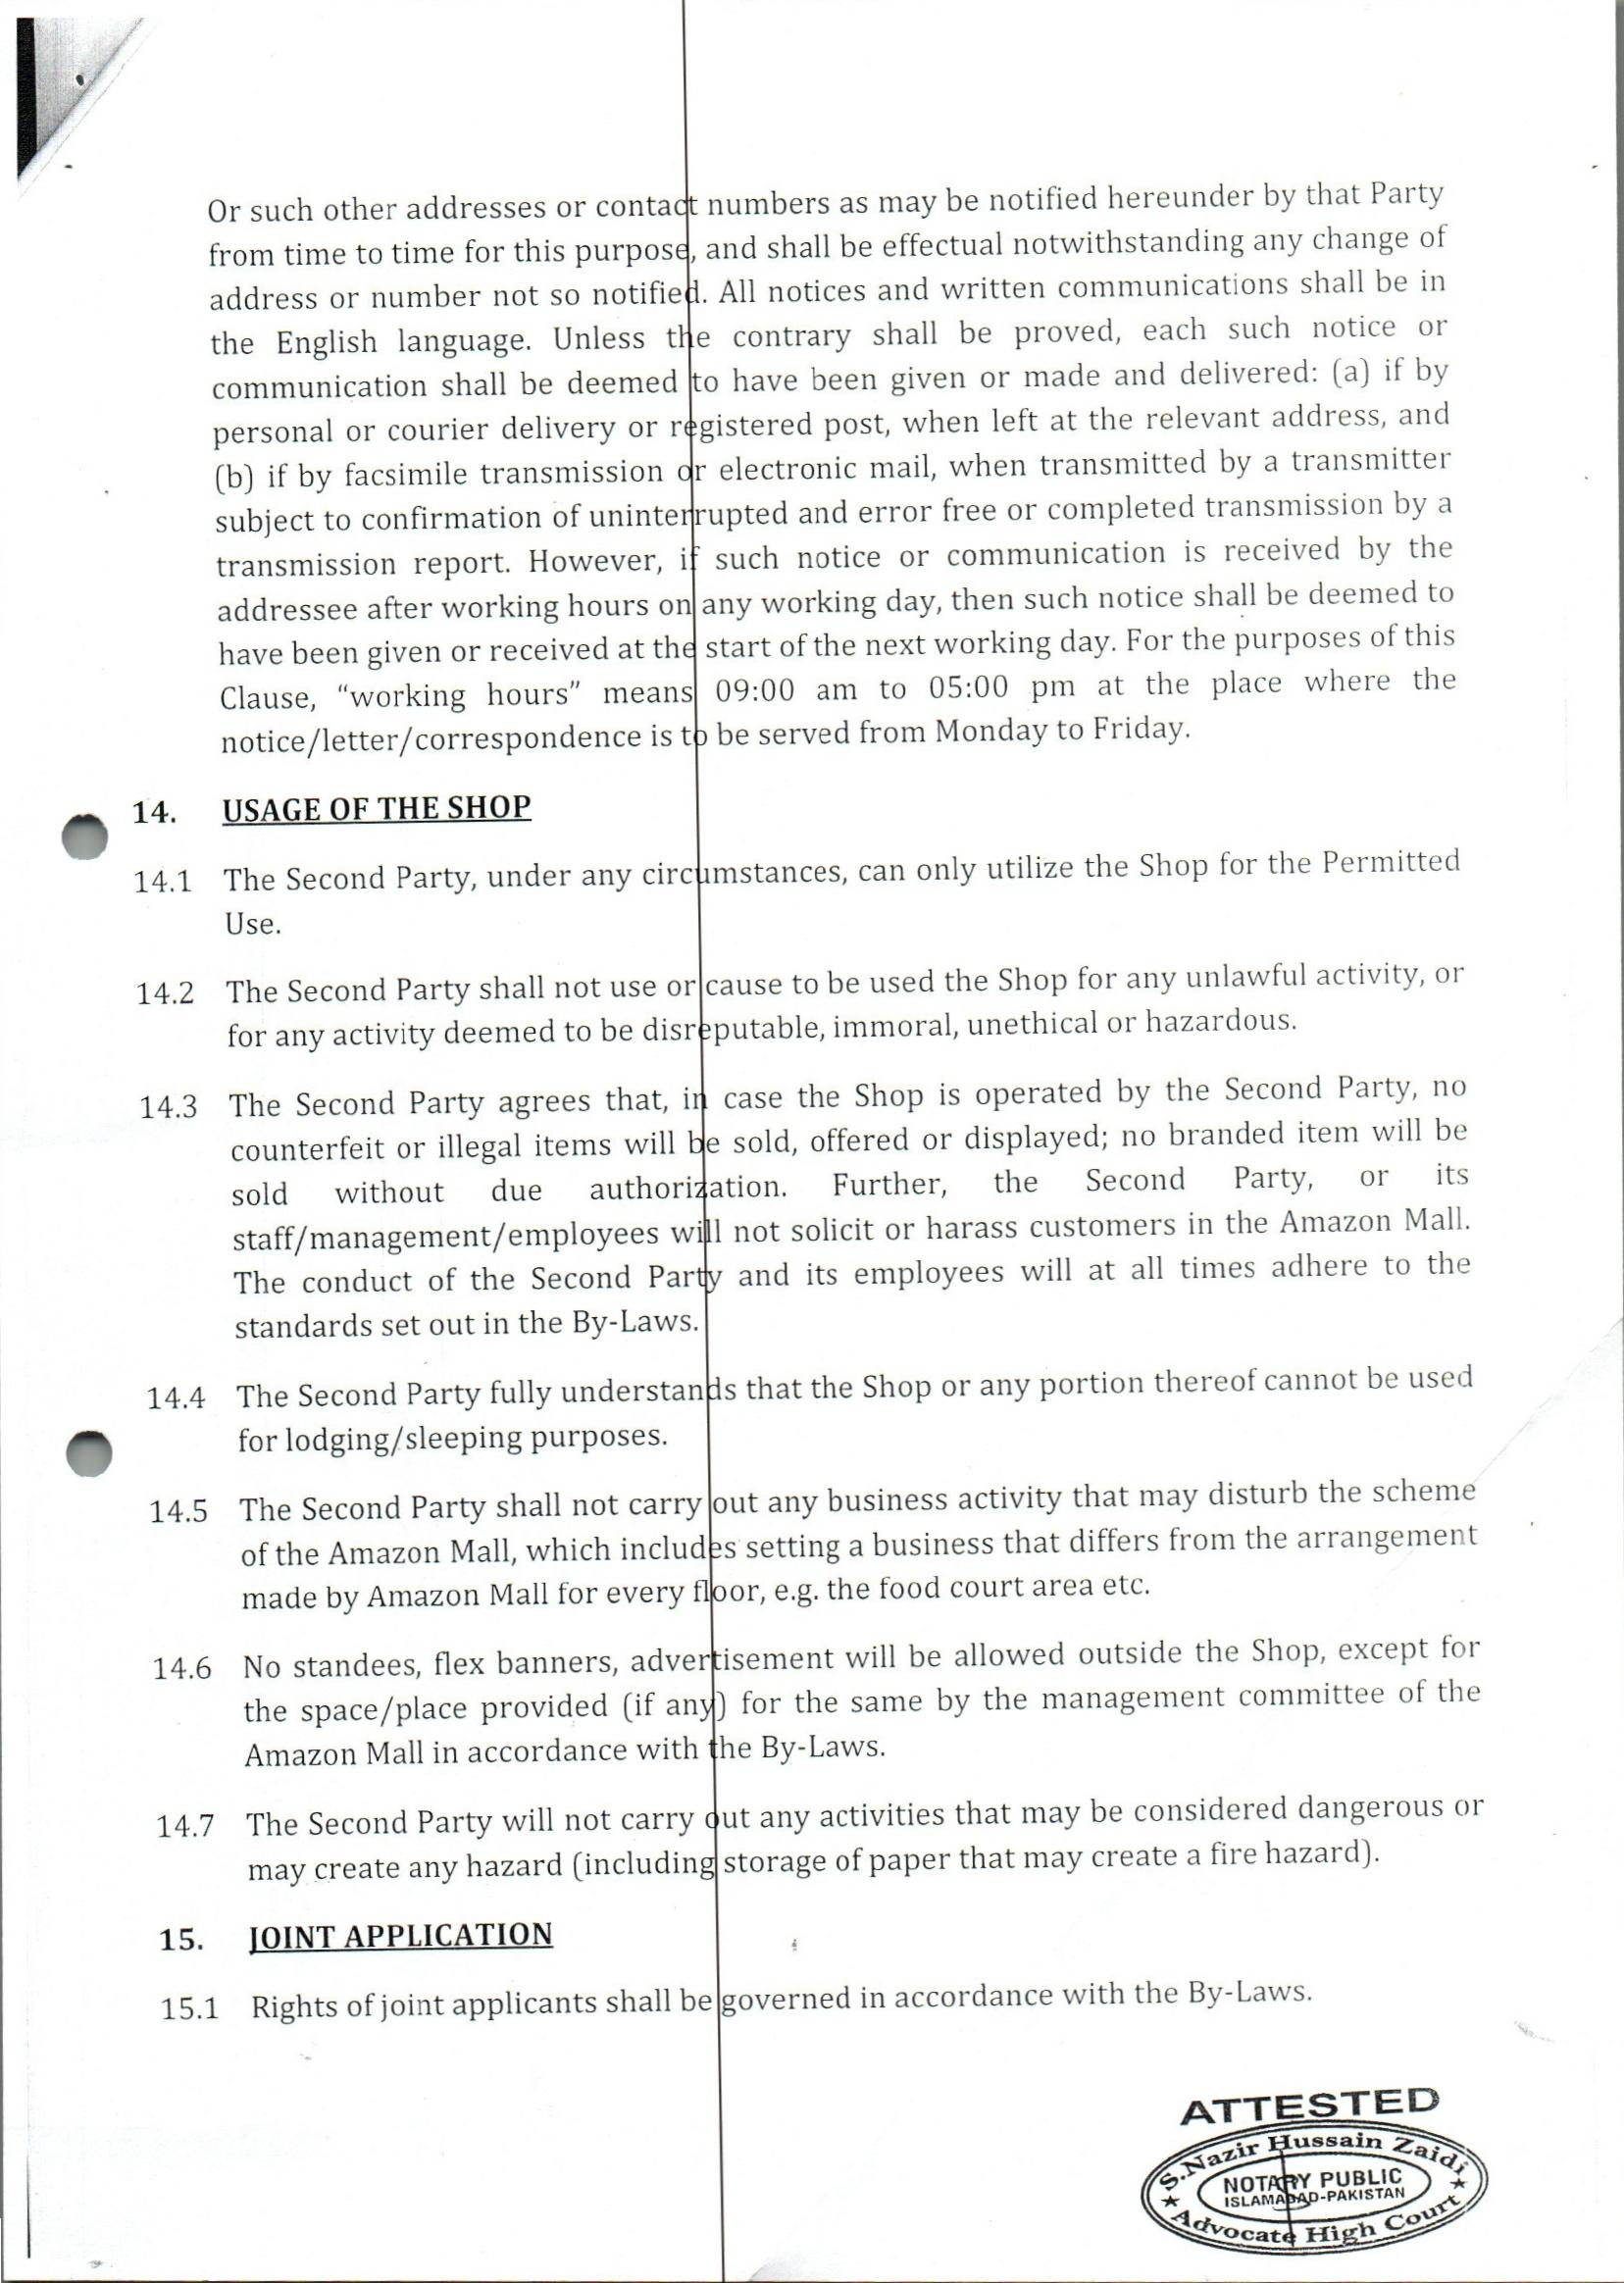 Or such other addresses or contact numbers as may be notified hereunder by that Party
from time to time for this purpose, and shall be effectual notwithstanding any change of
address or number not so notified. All notices and written communications shall be in
the English language. Unless the contrary shall be proved, each such notice or
communication shall be deemed to have been given or made and delivered: (a) if by
personal or courier delivery or registered post, when left at the relevant address, and
(b) if by facsimile transmission or electronic mail, when transmitted by a transmitter
subject to confirmation of uninterrupted and error free or completed transmission by a
transmission report. However, if such notice or communication is received by the
addressee after working hours on any working day, then such notice shall be deemed to
have been given or received at the start of the next working day. For the purposes of this
Clause, “working hours” means 09:00 am to 05:00 pm at the place where the
notice/letter/correspondence is to be served from Monday to Friday.
14. USAGE OF THE SHOP
14.1 The Second Party, under any circumstances, can only utilize the Shop for the Permitted
Use.
14.2 The Second Party shall not use or cause to be used the Shop for any unlawful activity, or
for any activity deemed to be disreputable, immoral, unethical or hazardous.
14.3 The Second Party agrees that, in case the Shop is operated by the Second Party, no
counterfeit or illegal items will be sold, offered or displayed; no branded item will be
sold without due authorization. Further, the Second Party, or its
staff/management/employees will not solicit or harass customers in the Amazon Mall.
The conduct of the Second Party and its employees will at all times adhere to the
standards set out in the By-Laws.
14.4 The Second Party fully understands that the Shop or any portion thereof cannot be used
for lodging/sleeping purposes.
14.5 The Second Party shall not carry out any business activity that may disturb the scheme
of the Amazon Mall, which includes setting a business that differs from the arrangement
made by Amazon Mall for every floor, e.g. the food court area etc.
14.6 No standees, flex banners, advertisement will be allowed outside the Shop, except for
the space/place provided (if any) for the same by the management committee of the
Amazon Mall in accordance with the By-Laws.
14.7 The Second Party will not carry out any activities that may be considered dangerous or
may create any hazard (including storage of paper that may create a fire hazard).
15. JOINT APPLICATION
15.1 Rights of joint applicants shall be governed in accordance with the By-Laws.
ATTESTED
S.Nazir Hussain Zaidi
NOTARY PUBLIC
ISLAMABAD-PAKISTAN
★ Advocate High Court ★